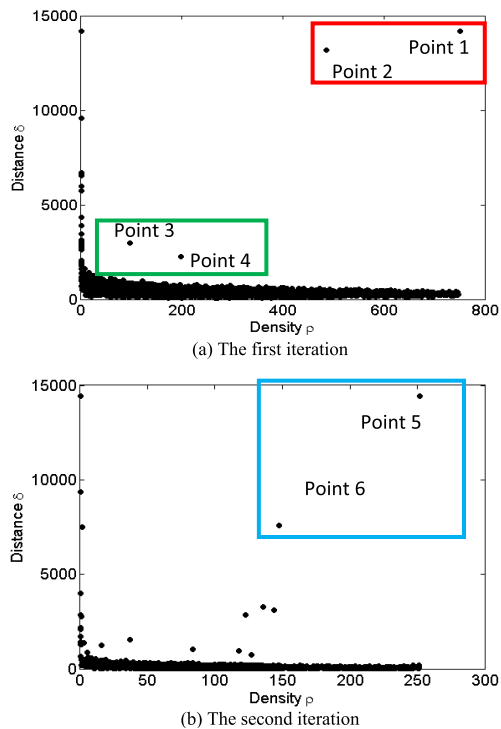 15000
Point 1
Point 2
10000
Distance δ
5000
Point 3
Point 4
0
0 200 400 600 800
Density ρ
(a) The first iteration
15000
Point 5
10000
Point 6
Distance δ
5000
0
0 50 100 150 200 250 300
Density ρ
(b) The second iteration